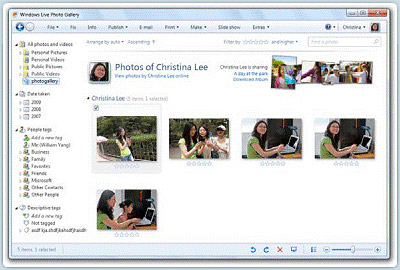 Windows Live Photo Gallery
File Fix Info Publish E-mail Print Make Slide show Christina
All photos and videos
Personal Pictures
Personal Videos
Public Pictures
Public Videos
photogallery
Date taken
2009
2008
2007
People tags
Add a new tag
Me (William Yang)
Business
Family
Favorites
Friends
Microsoft
Other Contacts
Other People
Descriptive tags
Add a new tag
Not tagged
Arrange by: auto Ascending
Filter by and higher
Find a photo
Photos of Christina Lee
View photos by Christina Lee online
Christina Lee is sharing
A day at the park
Download Album
Christina Lee (5 items, 1 selected)
5 items, 1 selected